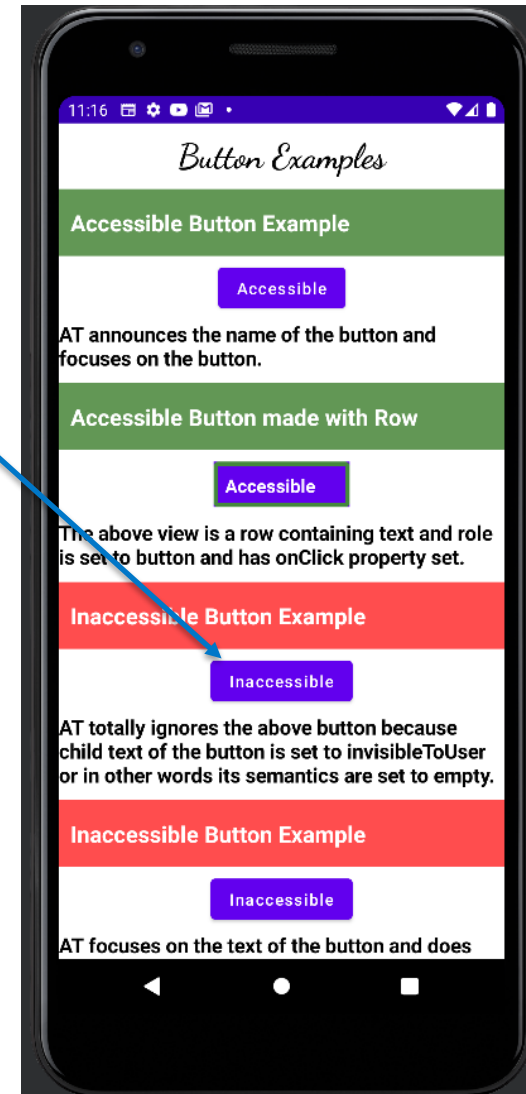 11:16
Button Examples
Accessible Button Example
Accessible
AT announces the name of the button and
focuses on the button.
Accessible Button made with Row
Accessible
The above view is a row containing text and role
is set to button and has onClick property set.
Inaccessible Button Example
Inaccessible
AT totally ignores the above button because
child text of the button is set to invisibleToUser
or in other words its semantics are set to empty.
Inaccessible Button Example
Inaccessible
AT focuses on the text of the button and does